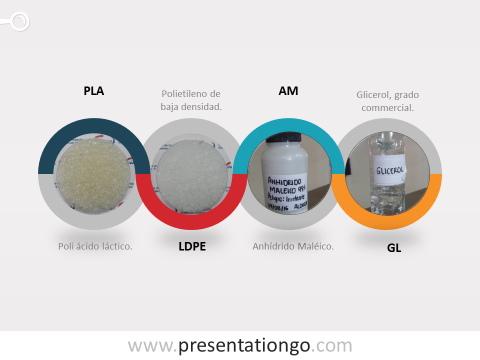 PLA
Polietileno de
baja densidad.
AM
Glicerol, grado
commercial.
ANHIDRIDO
MALEICO 99%
GLICEROL
Poli ácido láctico.
LDPE
Anhídrido Maléico.
GL
www.presentationgo.com